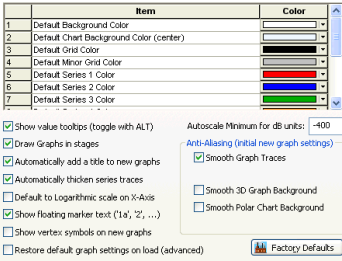 Item Color
1 Default Background Color
2 Default Chart Background Color (center)
3 Default Grid Color
4 Default Minor Grid Color
5 Default Series 1 Color
6 Default Series 2 Color
7 Default Series 3 Color
Show value tooltips (toggle with ALT)
Autoscale Minimum for dB units: -400
Draw Graphs in stages
Automatically add a title to new graphs
Automatically thicken series traces
Default to Logarithmic scale on X-Axis
Show floating marker text ('1a', '2', ...)
Show vertex symbols on new graphs
Restore default graph settings on load (advanced)
Anti-Aliasing (initial new graph settings)
Smooth Graph Traces
Smooth 3D Graph Background
Smooth Polar Chart Background
Factory Defaults